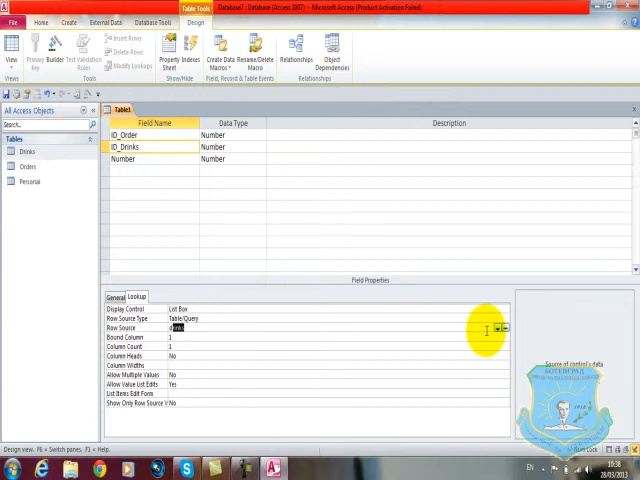 Table Tools
Database7: Database (Access 2007) - Microsoft Access (Product Activation Failed)
File
Home
Create
External Data
Database Tools
Design
View
Primary Key
Builder
Test Validation Rules
Insert Rows
Delete Rows
Modify Lookups
Property Sheet
Indexes
Create Data Macros
Rename/Delete Macro
Relationships
Object Dependencies
Views
Tools
Show/Hide
Field, Record & Table Events
Relationships
All Access Objects
Search...
Tables
Drinks
Orders
Personal
Table1
Field Name
Data Type
Description
ID_Order
Number
ID_Drinks
Number
Number
Number
Field Properties
General
Lookup
Display Control
List Box
Row Source Type
Table/Query
Row Source
drinks
Bound Column
1
Column Count
1
Column Heads
No
Column Widths
Allow Multiple Values
No
Allow Value List Edits
Yes
List Items Edit Form
Show Only Row Source V
No
Source of control's data
БОТЕВГРАД
Design view. F6 = Switch panes. F1 = Help.
Num Lock
EN
10:38
28/03/2013